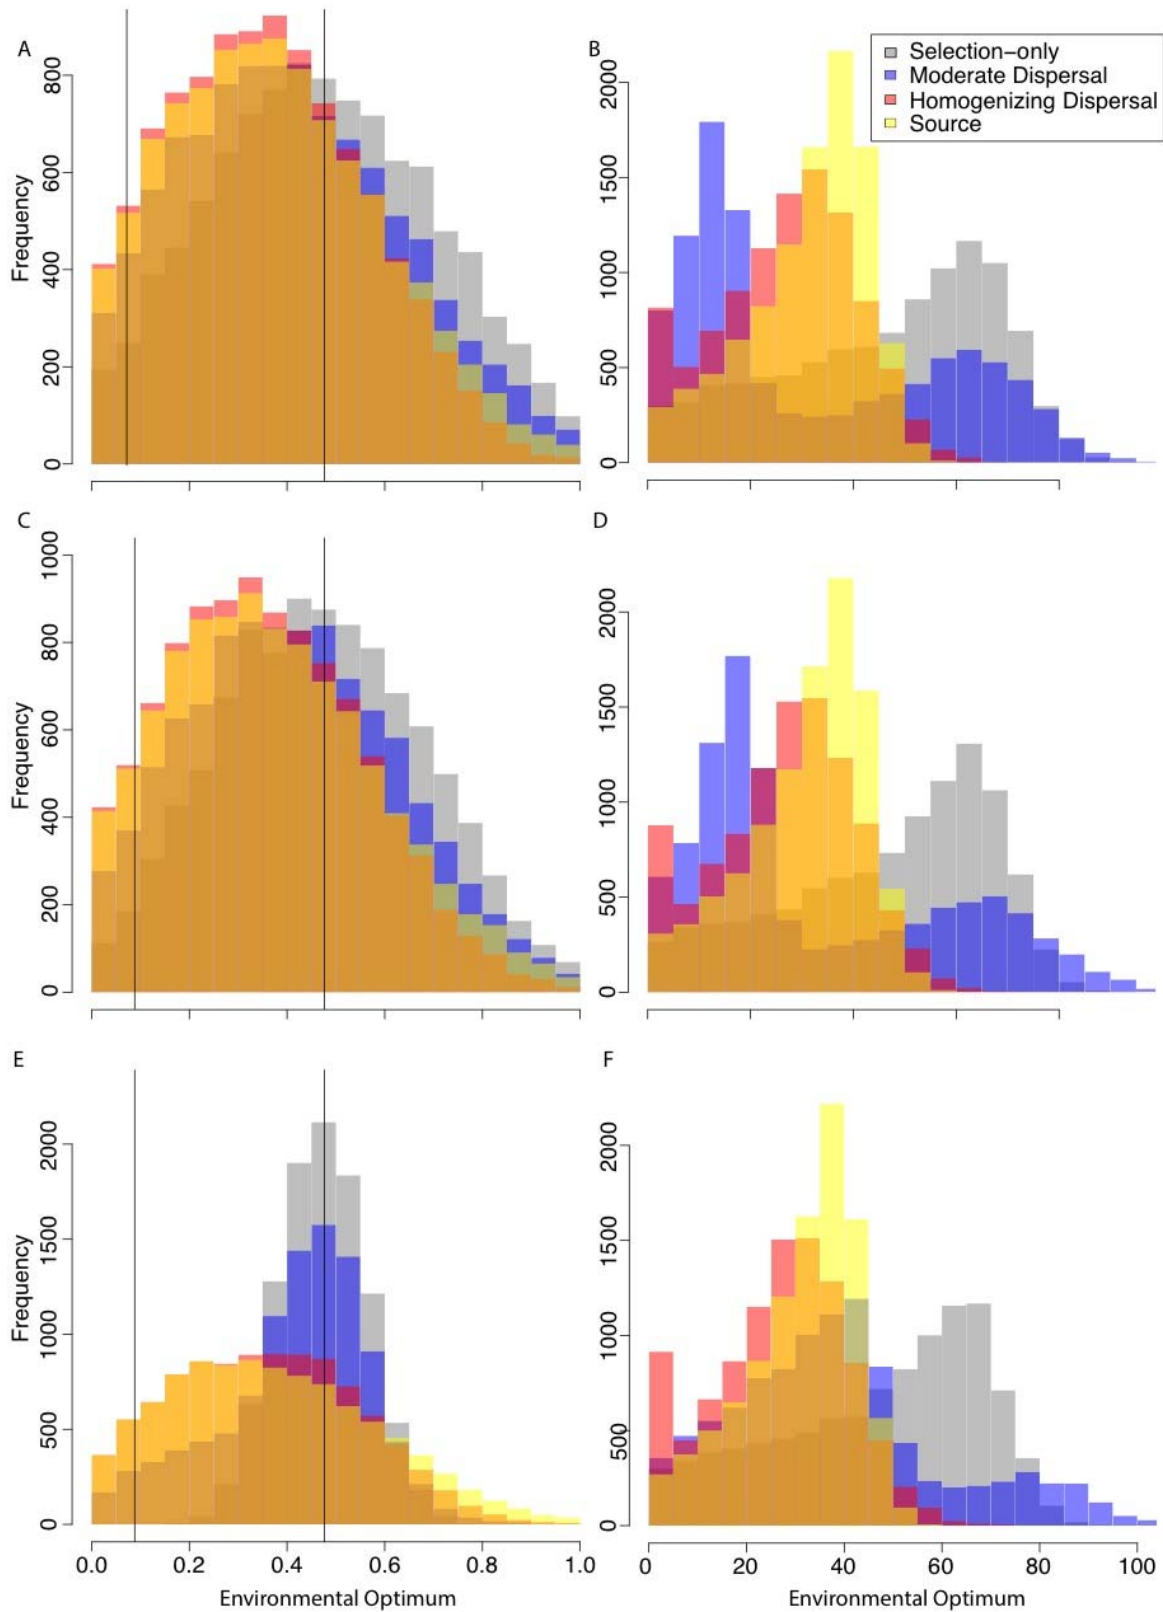 A
B
Selection-only
Moderate Dispersal
Homogenizing Dispersal
Source
Frequency
0 200 400 600 800
0 500 1000 1500 2000
C
D
Frequency
0 200 400 600 800 1000
0 500 1000 1500 2000
E
F
Frequency
0 500 1000 1500 2000
0 500 1000 1500 2000
0.0 0.2 0.4 0.6 0.8 1.0
0 20 40 60 80 100
Environmental Optimum
Environmental Optimum